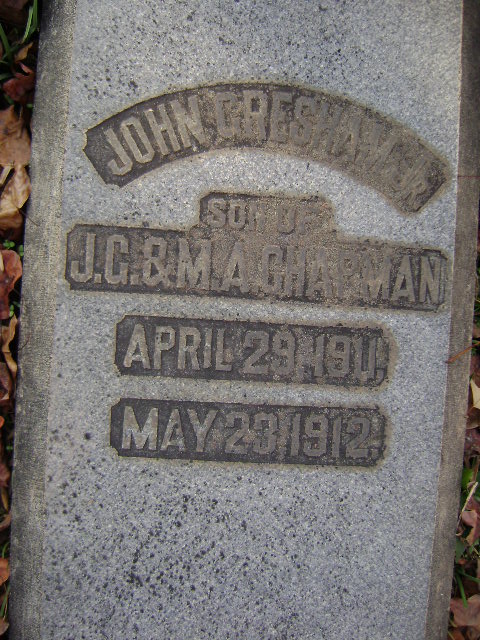 JOHN GRESHAM JR.
SON OF
J.G. & M.A. CHAPMAN
APRIL 29, 1911,
MAY 23, 1912.